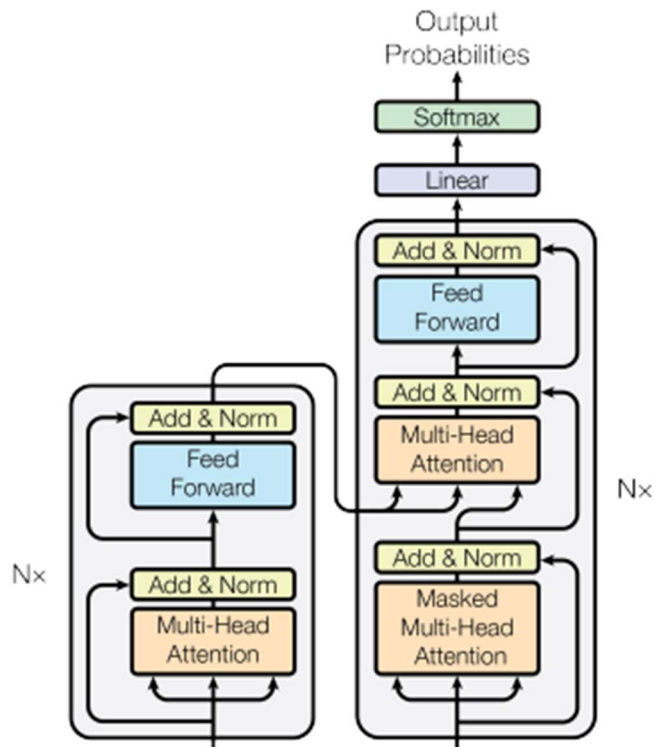 Output
Probabilities
Softmax
Linear
Add & Norm
Feed
Forward
Add & Norm
Multi-Head
Attention
Add & Norm
Masked
Multi-Head
Attention
N×
Add & Norm
Feed
Forward
Add & Norm
Multi-Head
Attention
N×